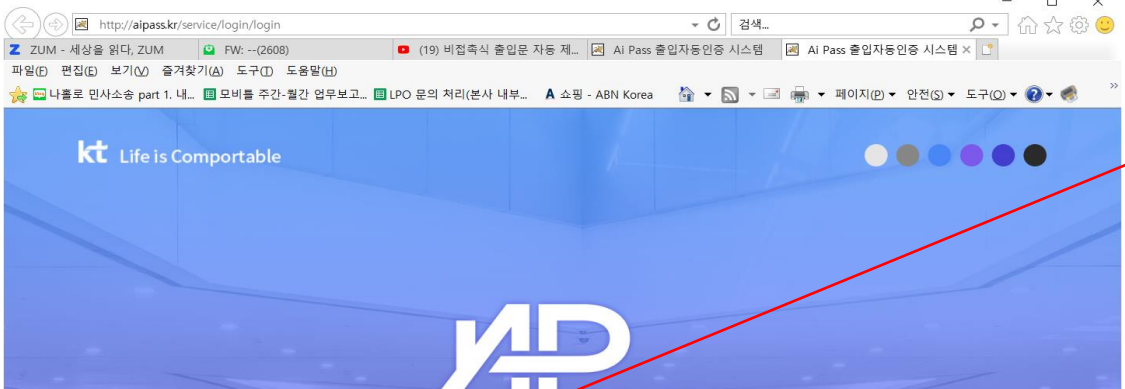 http://aipass.kr/service/login/login 검색...
ZUM - 세상을 읽다, ZUM FW: --(2608) (19) 비접촉식 출입문 자동 제... Ai Pass 출입자동인증 시스템 Ai Pass 출입자동인증 시스템
파일(F) 편집(E) 보기(V) 즐겨찾기(A) 도구(T) 도움말(H)
나홀로 민사소송 part 1. 내... 모비틀 주간-월간 업무보고... LPO 문의 처리(본사 내부... A 쇼핑 - ABN Korea 페이지(P) 안전(S) 도구(O)
kt Life is Comportable
AP